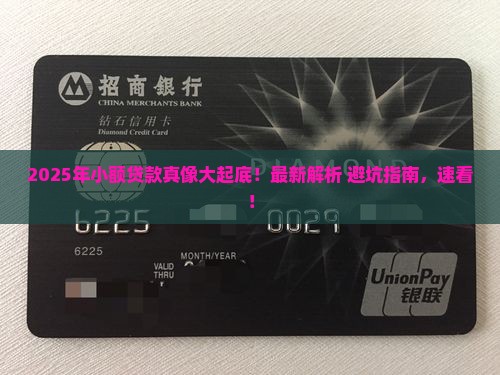 招商銀行
CHINA MERCHANTS BANK
钻石信用卡
Diamond Credit Card
DIAMOND
2025年小额贷款真像大起底！最新解析 避坑指南，速看
！
6225 0029
6225
MONTH/YEAR
VALID
THRU
UnionPay
银联